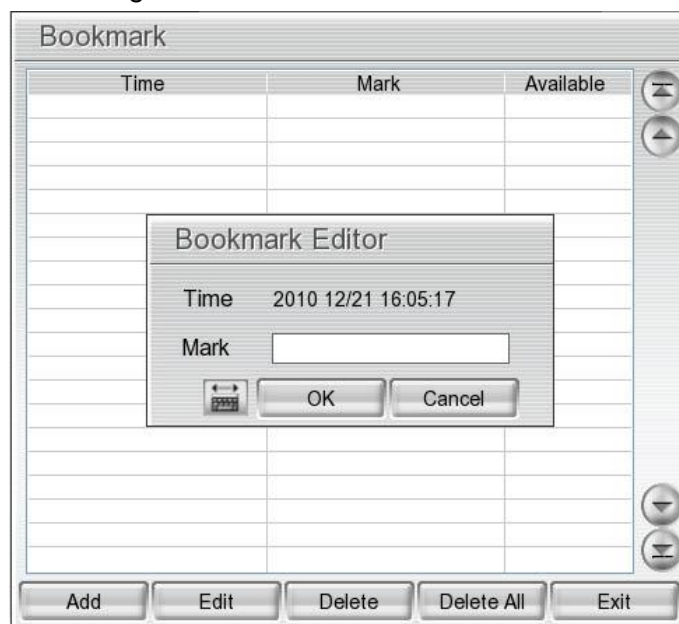 Bookmark
Time Mark Available
Bookmark Editor
Time 2010 12/21 16:05:17
Mark
OK Cancel
Add Edit Delete Delete All Exit